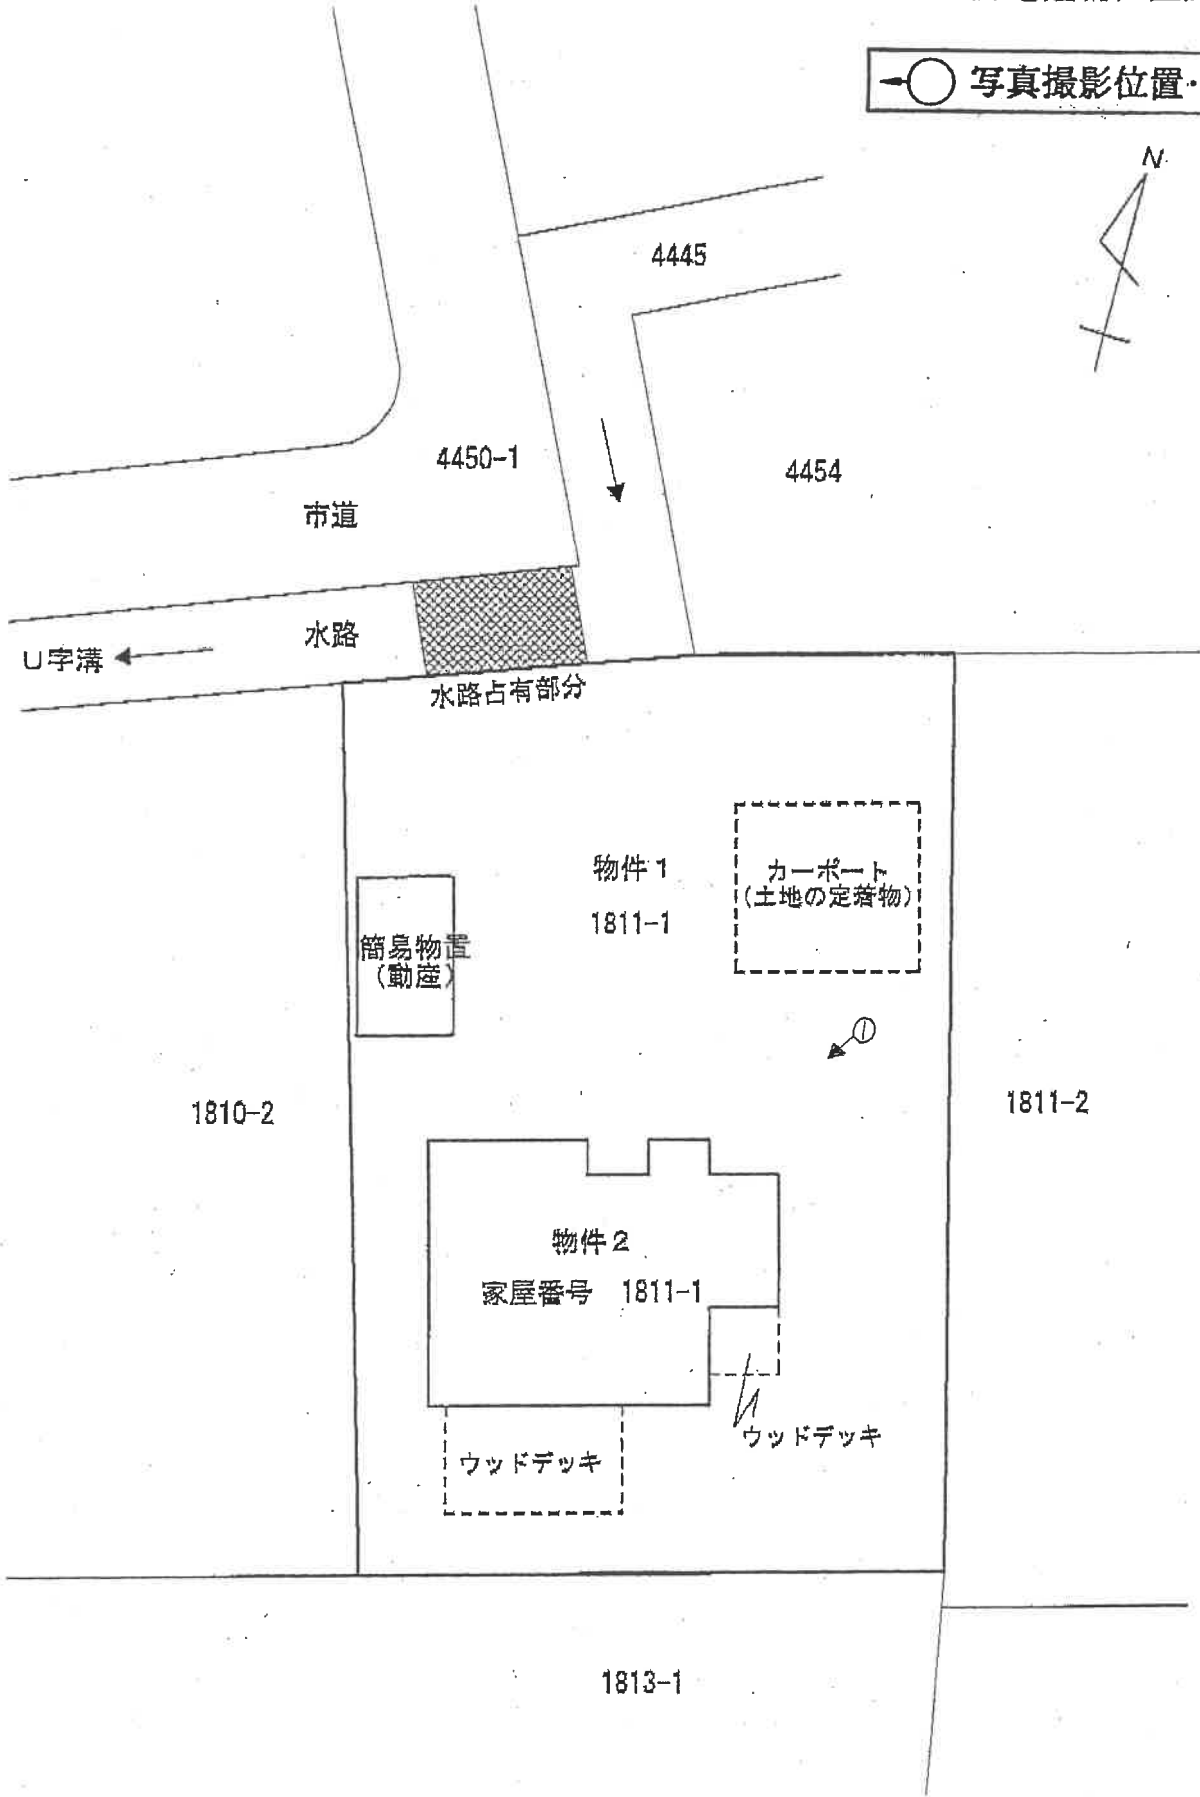 写真撮影位置・
N
4445
4450-1
4454
市道
水路
U字溝
水路占有部分
物件1
1811-1
カーポート
(土地の定着物)
簡易物置
(動産)
①
1810-2
1811-2
物件2
家屋番号 1811-1
ウッドデッキ
ウッドデッキ
1813-1